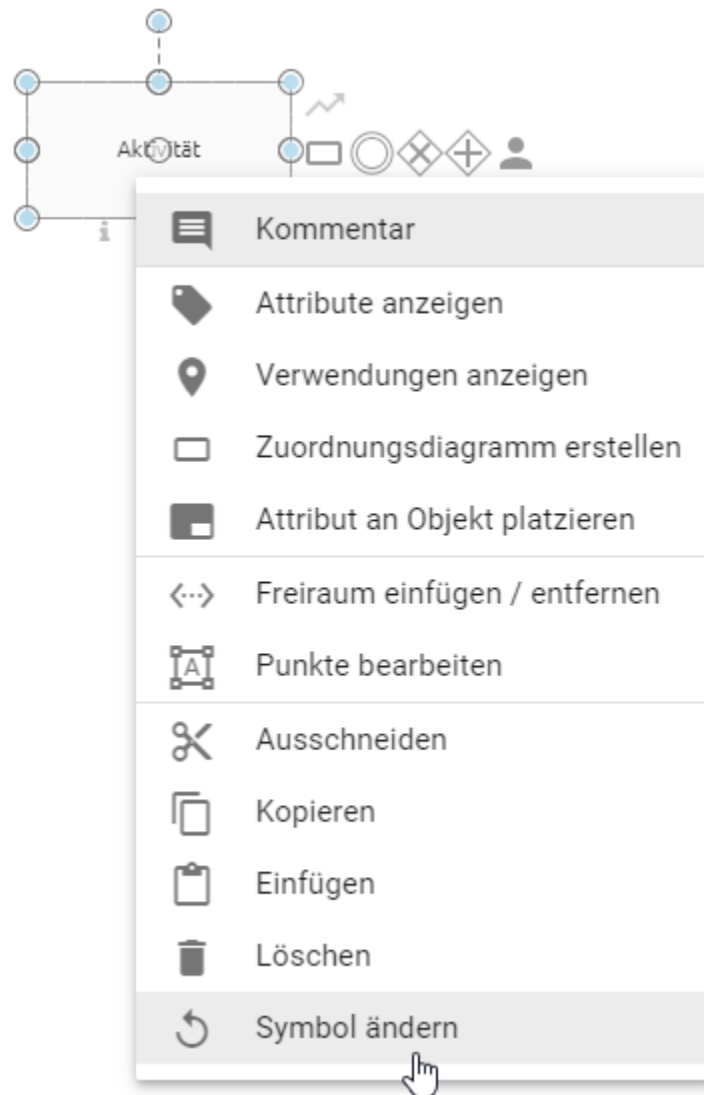 Aktivität
Kommentar
Attribute anzeigen
Verwendungen anzeigen
Zuordnungsdiagramm erstellen
Attribut an Objekt platzieren
Freiraum einfügen / entfernen
Punkte bearbeiten
Ausschneiden
Kopieren
Einfügen
Löschen
Symbol ändern